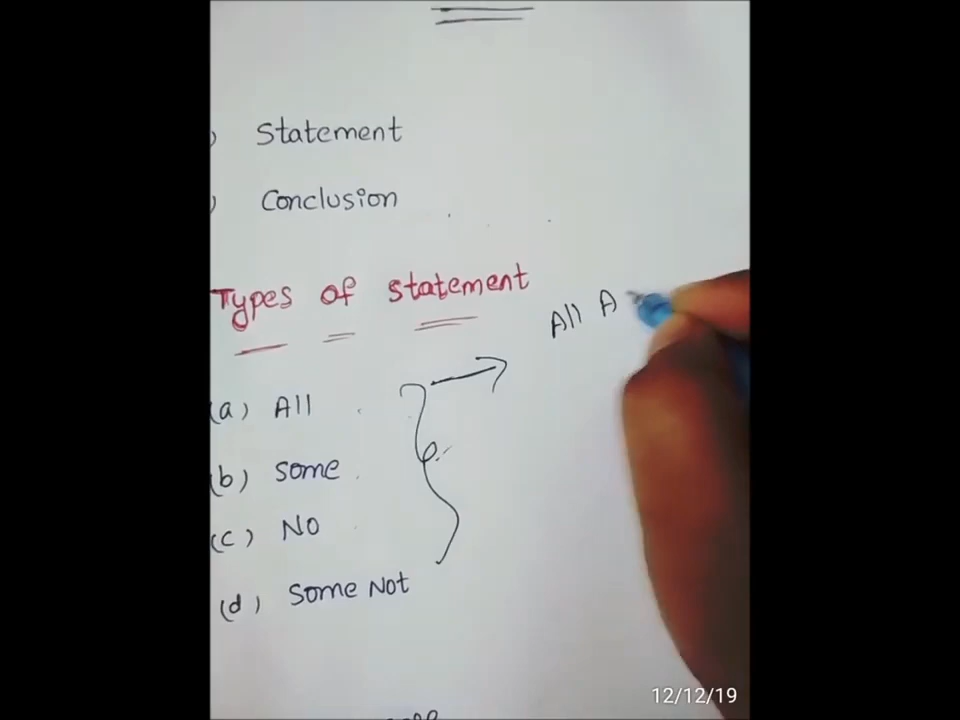 ) Statement
) Conclusion
Types of statement
All A
(a) All
(b) Some
(c) No
(d) Some Not
12/12/19